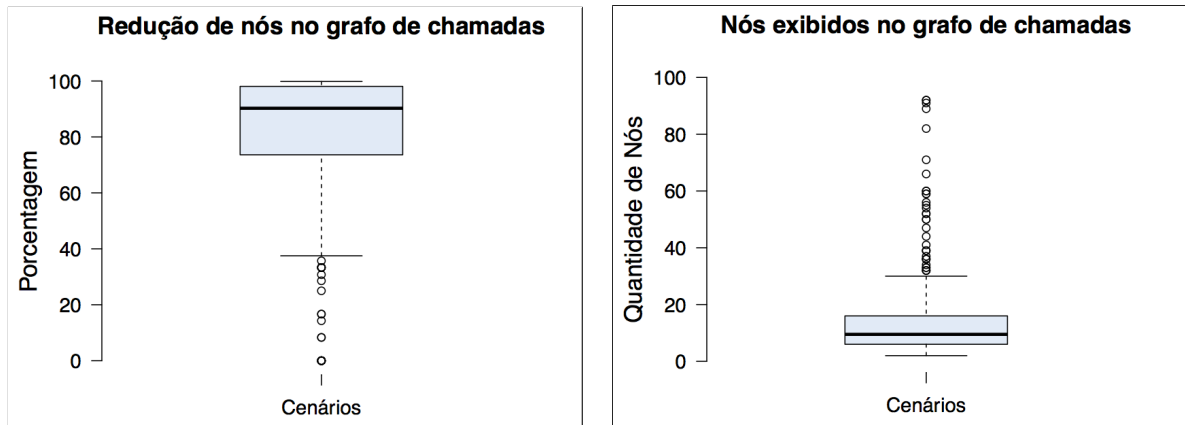 Redução de nós no grafo de chamadas
Porcentagem
100
80
60
40
20
0
Cenários
Nós exibidos no grafo de chamadas
Quantidade de Nós
100
80
60
40
20
0
Cenários